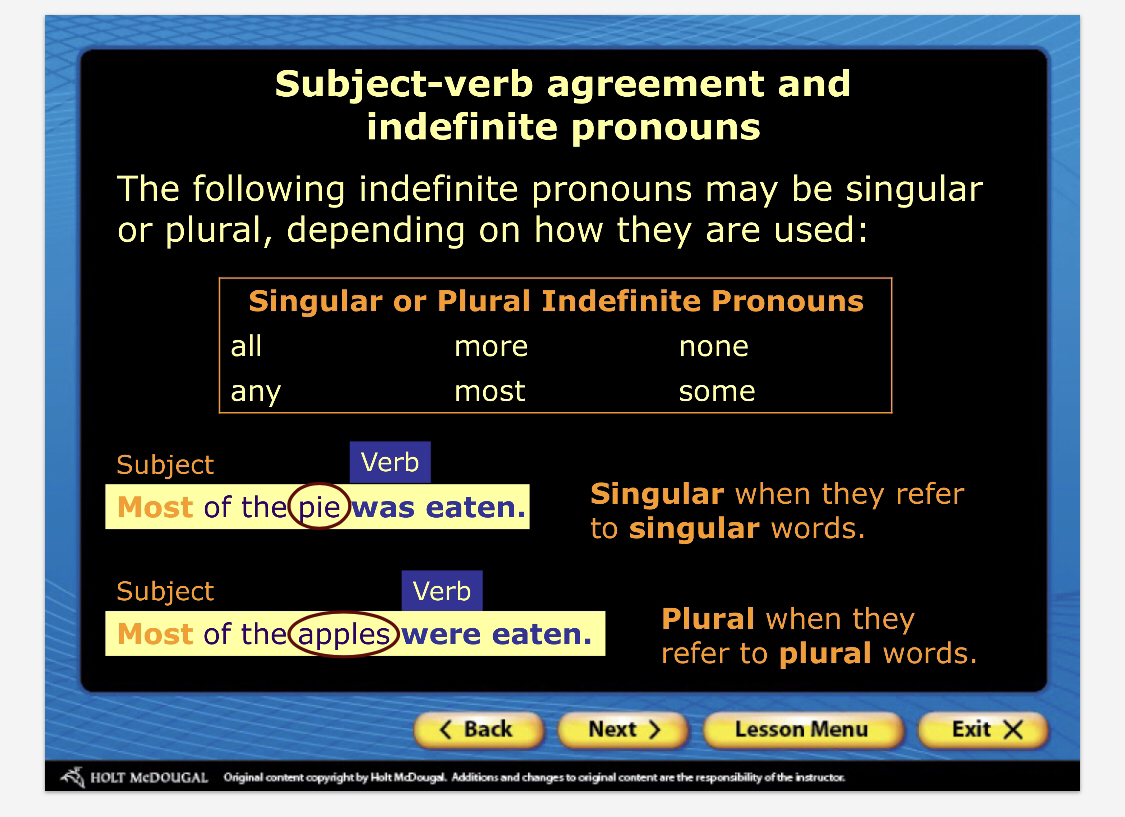 Subject-verb agreement and
indefinite pronouns
The following indefinite pronouns may be singular
or plural, depending on how they are used:
Singular or Plural Indefinite Pronouns
all more none
any most some
Subject Verb
Most of the pie was eaten.
Singular when they refer
to singular words.
Subject Verb
Most of the apples were eaten.
Plural when they
refer to plural words.
< Back Next > Lesson Menu Exit X
HOLT McDOUGAL Original content copyright by Holt McDougal. Additions and changes to original content are the responsibility of the instructor.